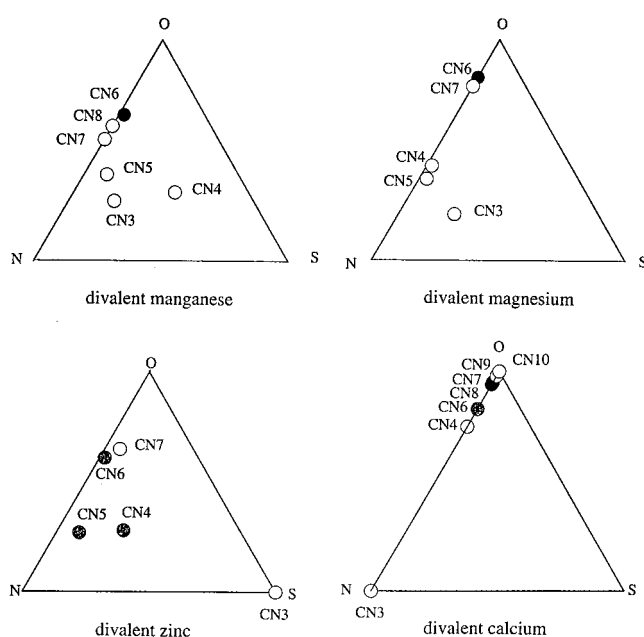 O
CN6
CN8
CN7
CN5
CN4
CN3
N
S
divalent manganese
O
CN6
CN7
CN4
CN5
CN3
N
S
divalent magnesium
O
CN7
CN6
CN5 CN4
N
S
CN3
divalent zinc
O
CN9
CN10
CN7
CN8
CN6
CN4
N
S
CN3
divalent calcium